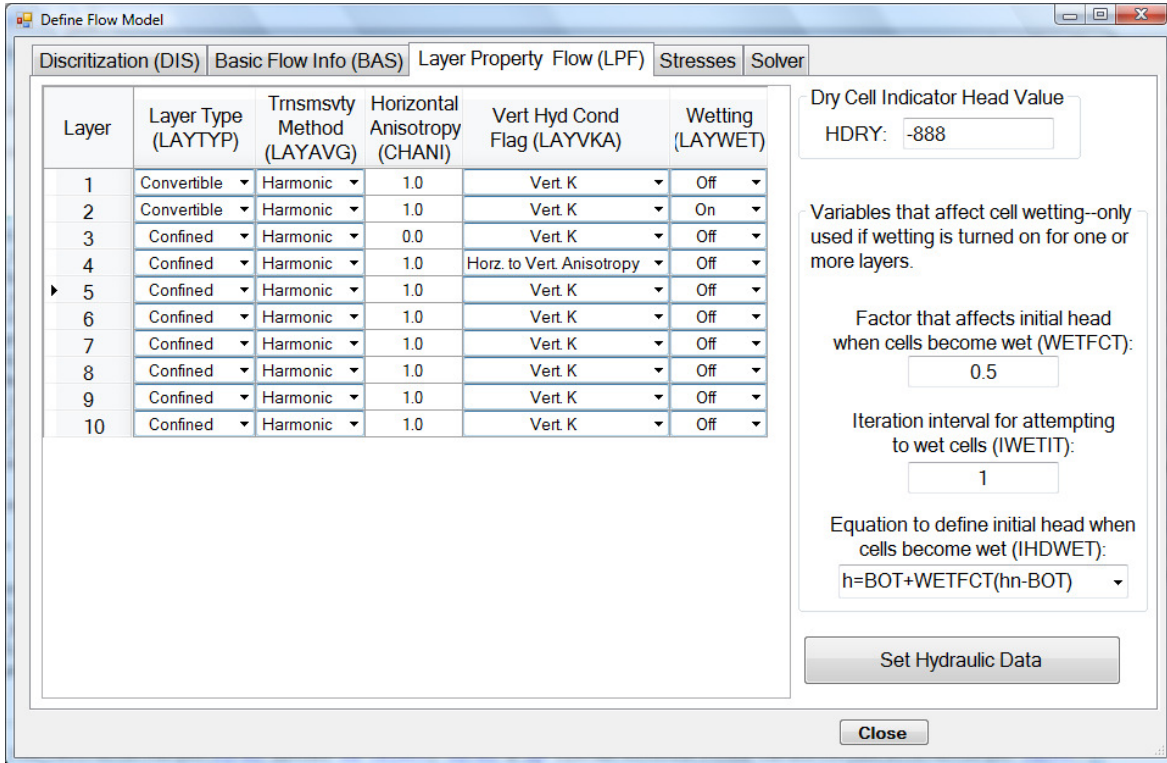 Define Flow Model
Discritization (DIS) Basic Flow Info (BAS) Layer Property Flow (LPF) Stresses Solver
Layer Layer Type (LAYTYP) Trnsmsvty Method (LAYAVG) Horizontal Anisotropy (CHANI) Vert Hyd Cond Flag (LAYVKA) Wetting (LAYWET)
1 Convertible Harmonic 1.0 Vert. K Off
2 Convertible Harmonic 1.0 Vert. K On
3 Confined Harmonic 0.0 Vert. K Off
4 Confined Harmonic 1.0 Horz. to Vert. Anisotropy Off
5 Confined Harmonic 1.0 Vert. K Off
6 Confined Harmonic 1.0 Vert. K Off
7 Confined Harmonic 1.0 Vert. K Off
8 Confined Harmonic 1.0 Vert. K Off
9 Confined Harmonic 1.0 Vert. K Off
10 Confined Harmonic 1.0 Vert. K Off
Dry Cell Indicator Head Value
HDRY: -888
Variables that affect cell wetting--only
used if wetting is turned on for one or
more layers.
Factor that affects initial head
when cells become wet (WETFCT):
0.5
Iteration interval for attempting
to wet cells (IWETIT):
1
Equation to define initial head when
cells become wet (IHDWET):
h=BOT+WETFCT(hn-BOT)
Set Hydraulic Data
Close